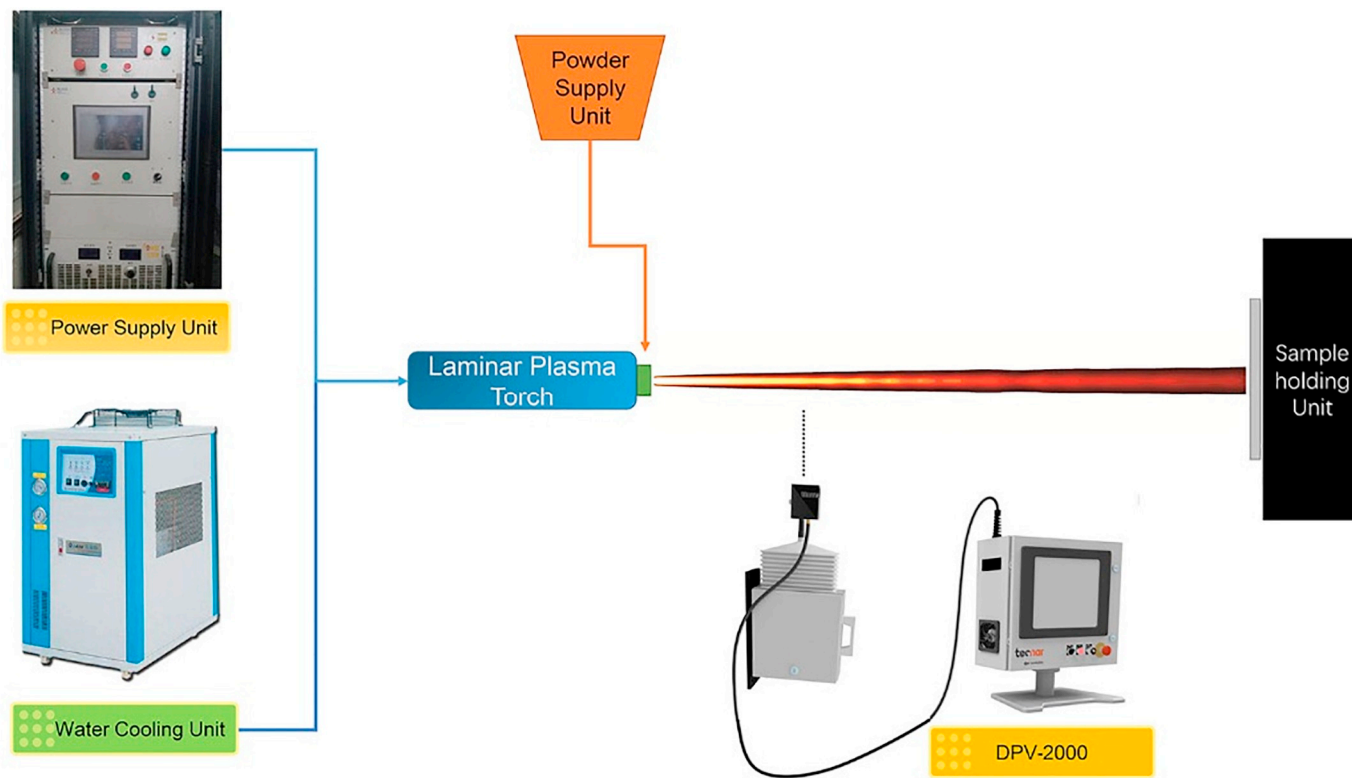 Powder
Supply
Unit
Power Supply Unit
Laminar Plasma
Torch
Sample
holding
Unit
Water Cooling Unit
tecnar
DPV-2000